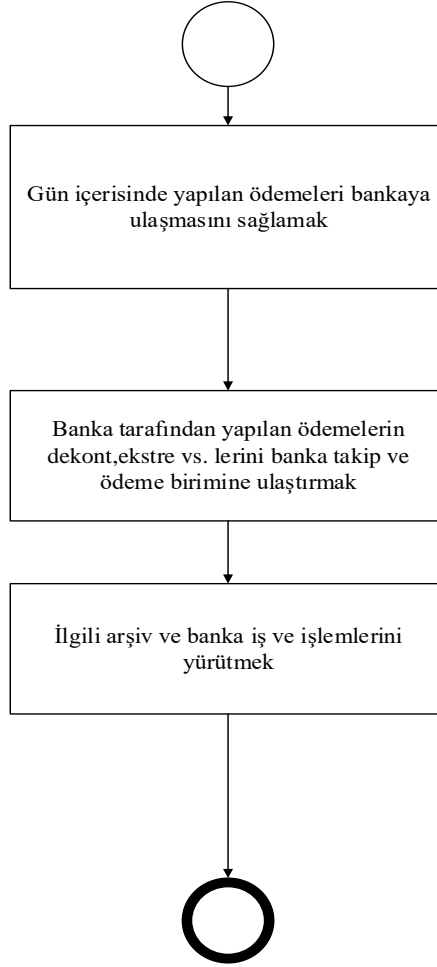 Gün içerisinde yapılan ödemeleri bankaya
ulaşmasını sağlamak
Banka tarafından yapılan ödemelerin
dekont,ekstre vs. lerini banka takip ve
ödeme birimine ulaştırmak
İlgili arşiv ve banka iş ve işlemlerini
yürütmek